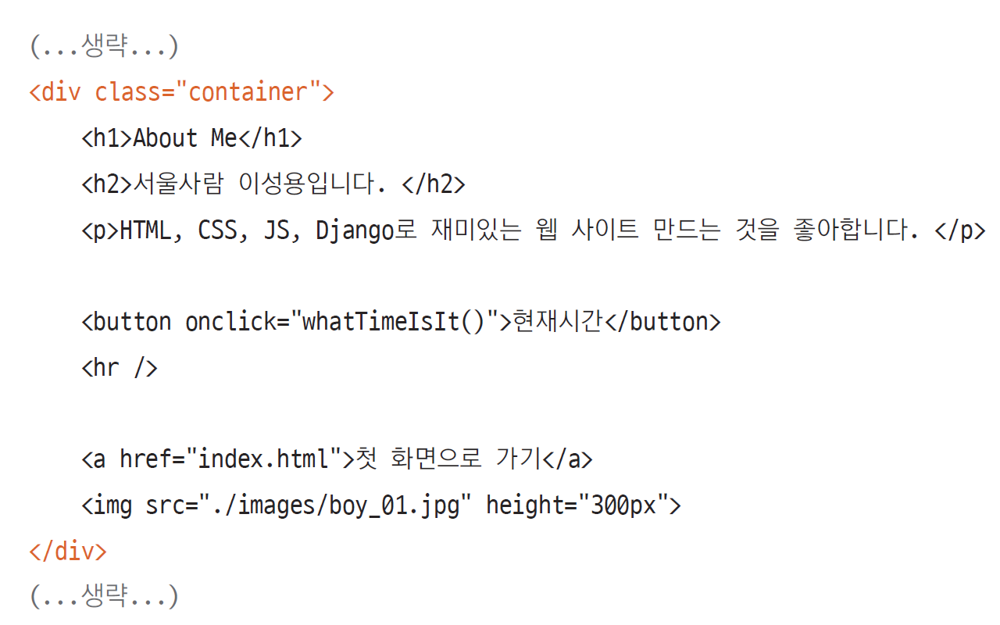 (...생략...)
<div class="container">
    <h1>About Me</h1>
    <h2>서울사람 이성용입니다. </h2>
    <p>HTML, CSS, JS, Django로 재미있는 웹 사이트 만드는 것을 좋아합니다. </p>
    <button onclick="whatTimeIsIt()">현재시간</button>
    <hr />
    <a href="index.html">첫 화면으로 가기</a>
    <img src="./images/boy_01.jpg" height="300px">
</div>
(...생략...)